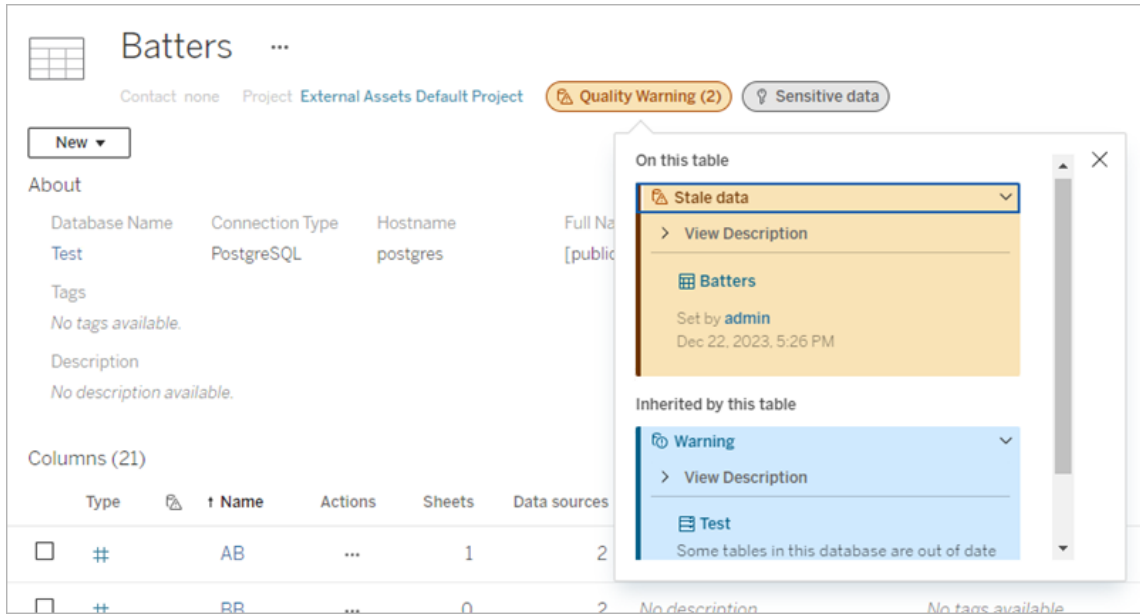 Batters ...
Contact none Project External Assets Default Project Quality Warning (2) Sensitive data
New
About
Database Name Connection Type Hostname Full Na
Test PostgreSQL postgres [public
Tags
No tags available.
Description
No description available.
Columns (21)
Type ↑ Name Actions Sheets Data sources
# AB ... 1 2
# BB ... 0 2 No description No tags available
On this table
Stale data
> View Description
Batters
Set by admin
Dec 22, 2023, 5:26 PM
Inherited by this table
Warning
> View Description
Test
Some tables in this database are out of date